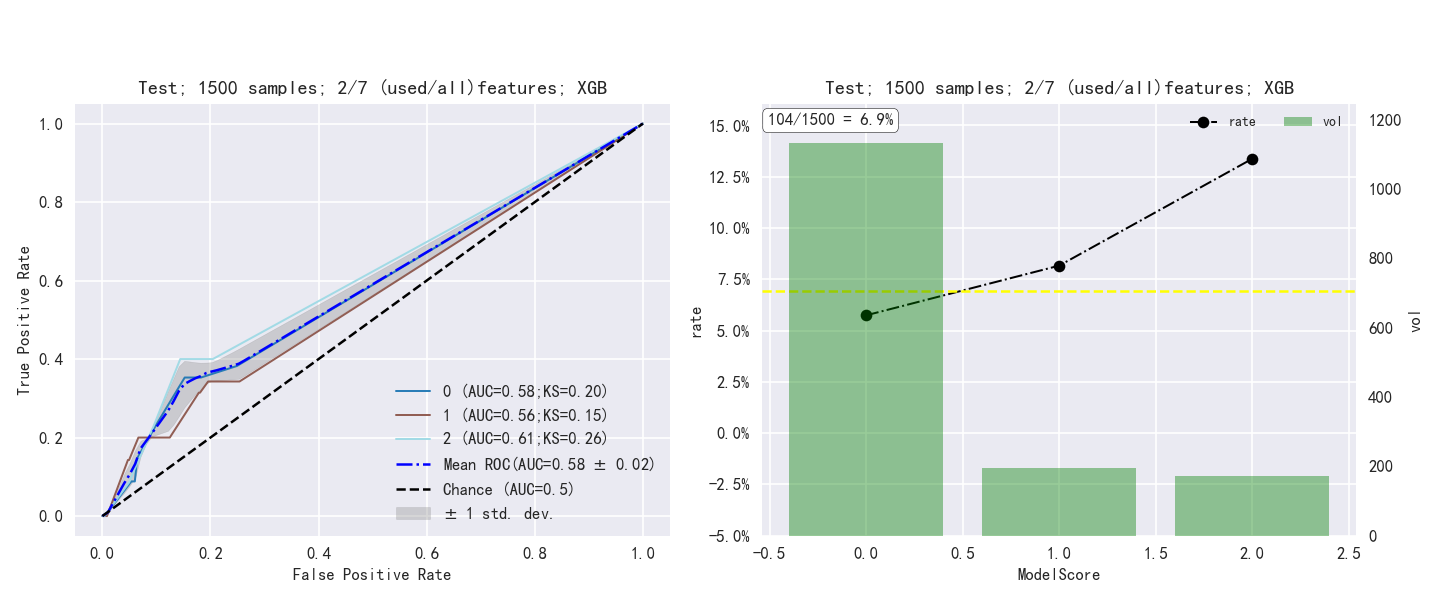 Test; 1500 samples; 2/7 (used/all)features; XGB
1.0
0.8
0.6
0.4
0.2
0.0
True Positive Rate
0.0 0.2 0.4 0.6 0.8 1.0
False Positive Rate
0 (AUC=0.58;KS=0.20)
1 (AUC=0.56;KS=0.15)
2 (AUC=0.61;KS=0.26)
Mean ROC(AUC=0.58 ± 0.02)
Chance (AUC=0.5)
± 1 std. dev.
Test; 1500 samples; 2/7 (used/all)features; XGB
104/1500 = 6.9%
rate vol
15.0%
12.5%
10.0%
7.5%
5.0%
2.5%
0.0%
−2.5%
−5.0%
rate
1200
1000
800
600
400
200
0
vol
−0.5 0.0 0.5 1.0 1.5 2.0 2.5
ModelScore